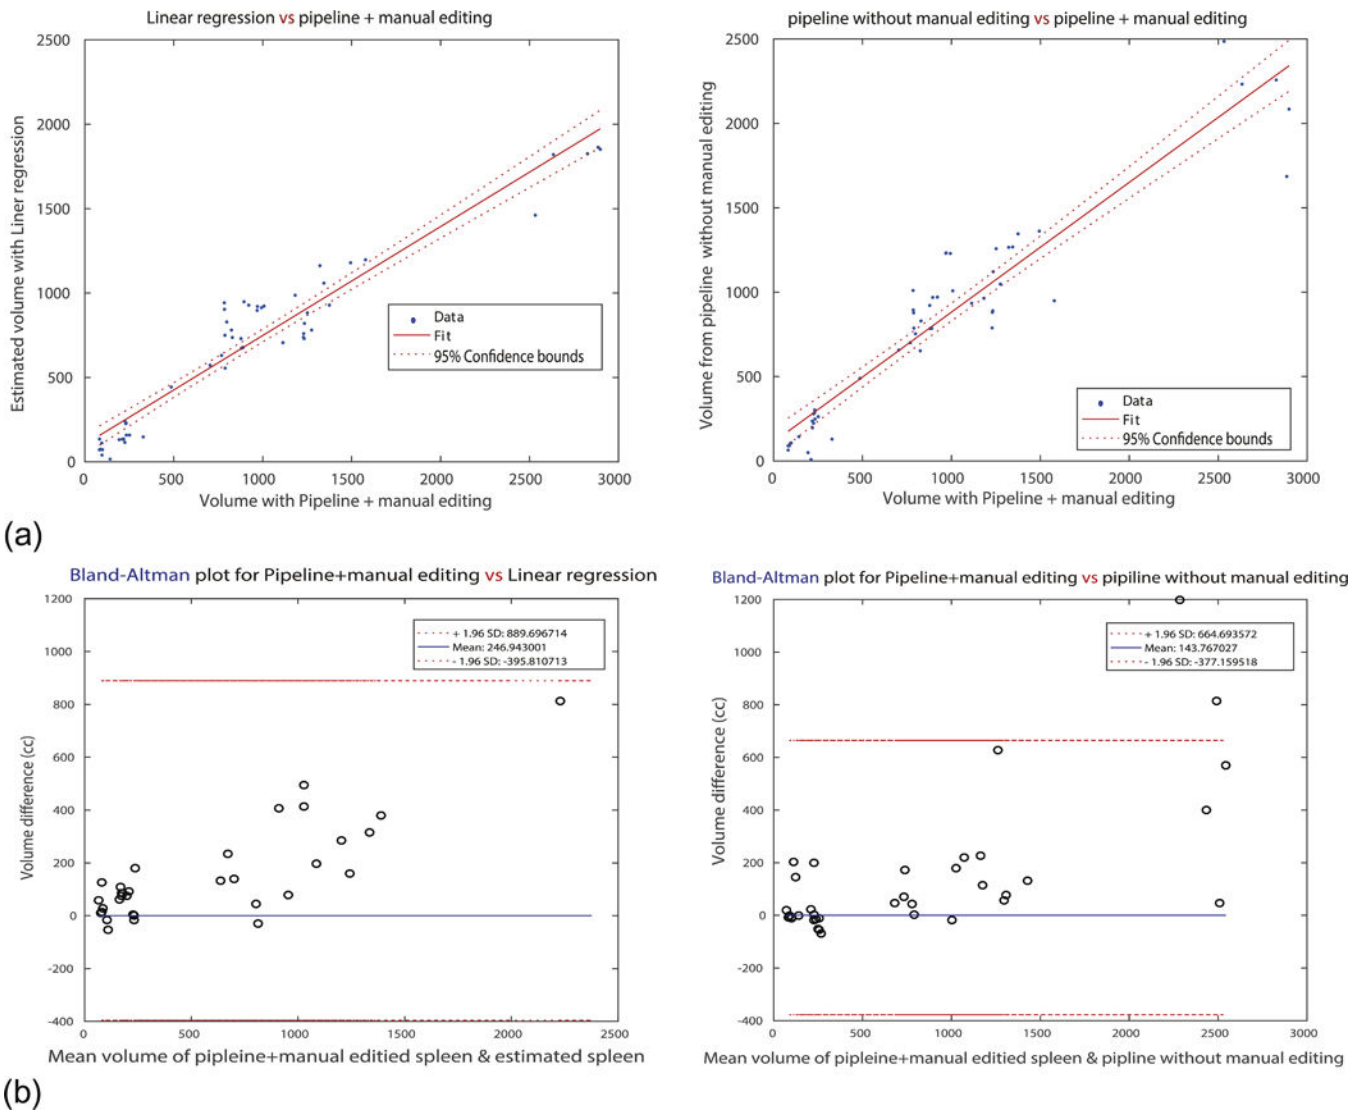 Linear regression vs pipeline + manual editing
2500
2000
1500
1000
500
0
Estimated volume with Liner regression
Data
Fit
95% Confidence bounds
500
1000
1500
2000
2500
3000
Volume with Pipeline + manual editing
pipeline without manual editing vs pipeline + manual editing
2500
2000
1500
1000
500
0
Volume from pipeline without manual editing
Data
Fit
95% Confidence bounds
500
1000
1500
2000
2500
3000
Volume with Pipeline + manual editing
(a)
Bland-Altman plot for Pipeline+manual editing vs Linear regression
1200
1000
800
600
400
200
0
-200
-400
Volume difference (cc)
+ 1.96 SD: 889.696714
Mean: 246.943001
- 1.96 SD: -395.810713
0
500
1000
1500
2000
2500
Mean volume of pipleine+manual editied spleen & estimated spleen
Bland-Altman plot for Pipeline+manual editing vs pipiline without manual editing
1200
1000
800
600
400
200
0
-200
-400
Volume difference (cc)
+ 1.96 SD: 664.693572
Mean: 143.767027
- 1.96 SD: -377.159518
0
500
1000
1500
2000
2500
3000
Mean volume of pipleine+manual editied spleen & pipline without manual editing
(b)